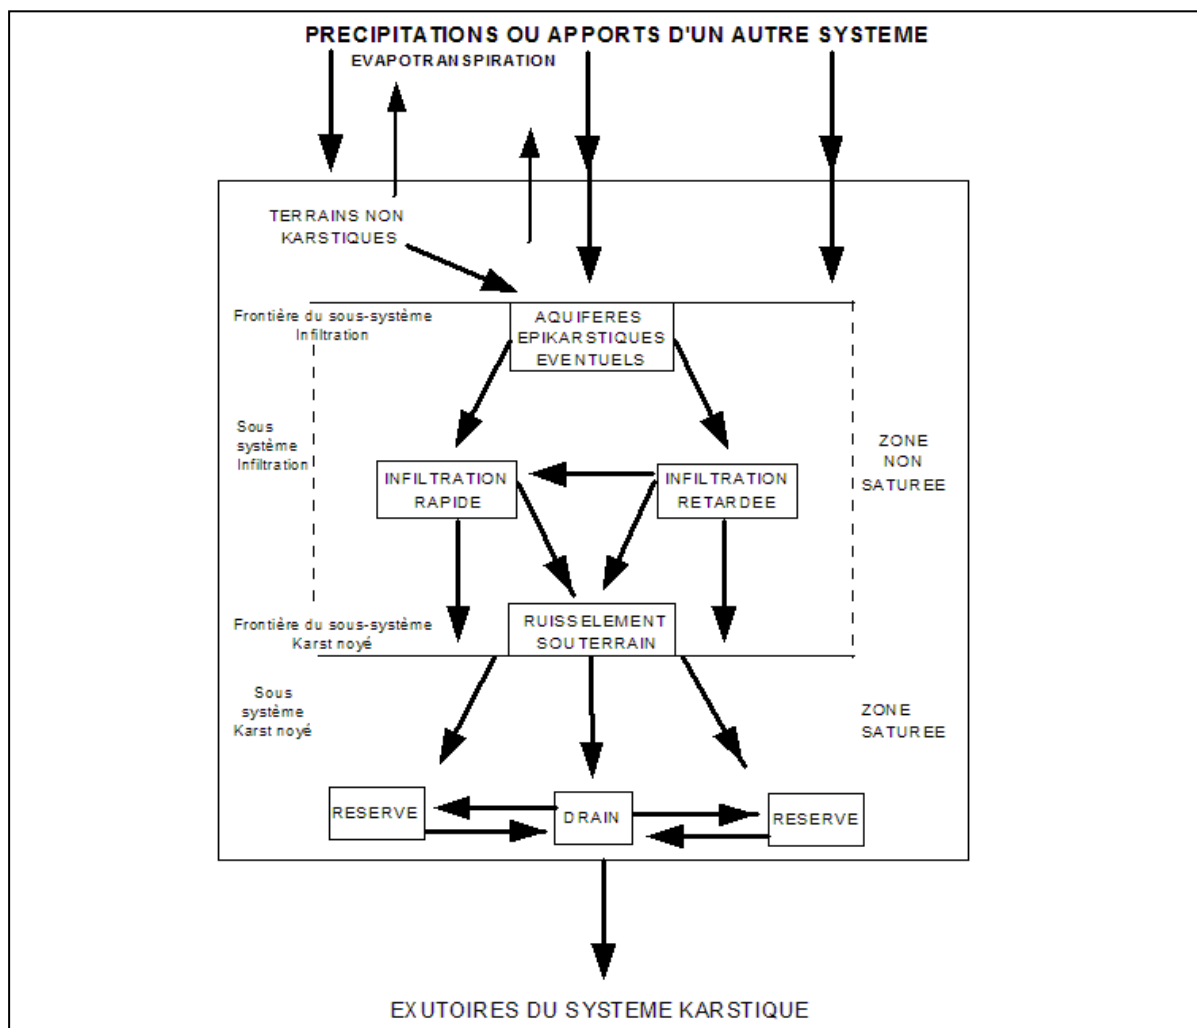 PRECIPITATIONS OU APPORTS D'UN AUTRE SYSTEME
EVAPOTRANSPIRATION
TERRAINS NON
KARSTIQUES
Frontière du sous-système
Infiltration
AQUIFERES
EPIKARSTIQUES
EVENTUELS
Sous
système
Infiltration
INFILTRATION
RAPIDE
INFILTRATION
RETARDEE
ZONE
NON
SATUREE
Frontière du sous-système
Karst noyé
RUISSELEMENT
SOUTERRAIN
Sous
système
Karst noyé
ZONE
SATUREE
RESERVE
DRAIN
RESERVE
EXUTOIRES DU SYSTEME KARSTIQUE